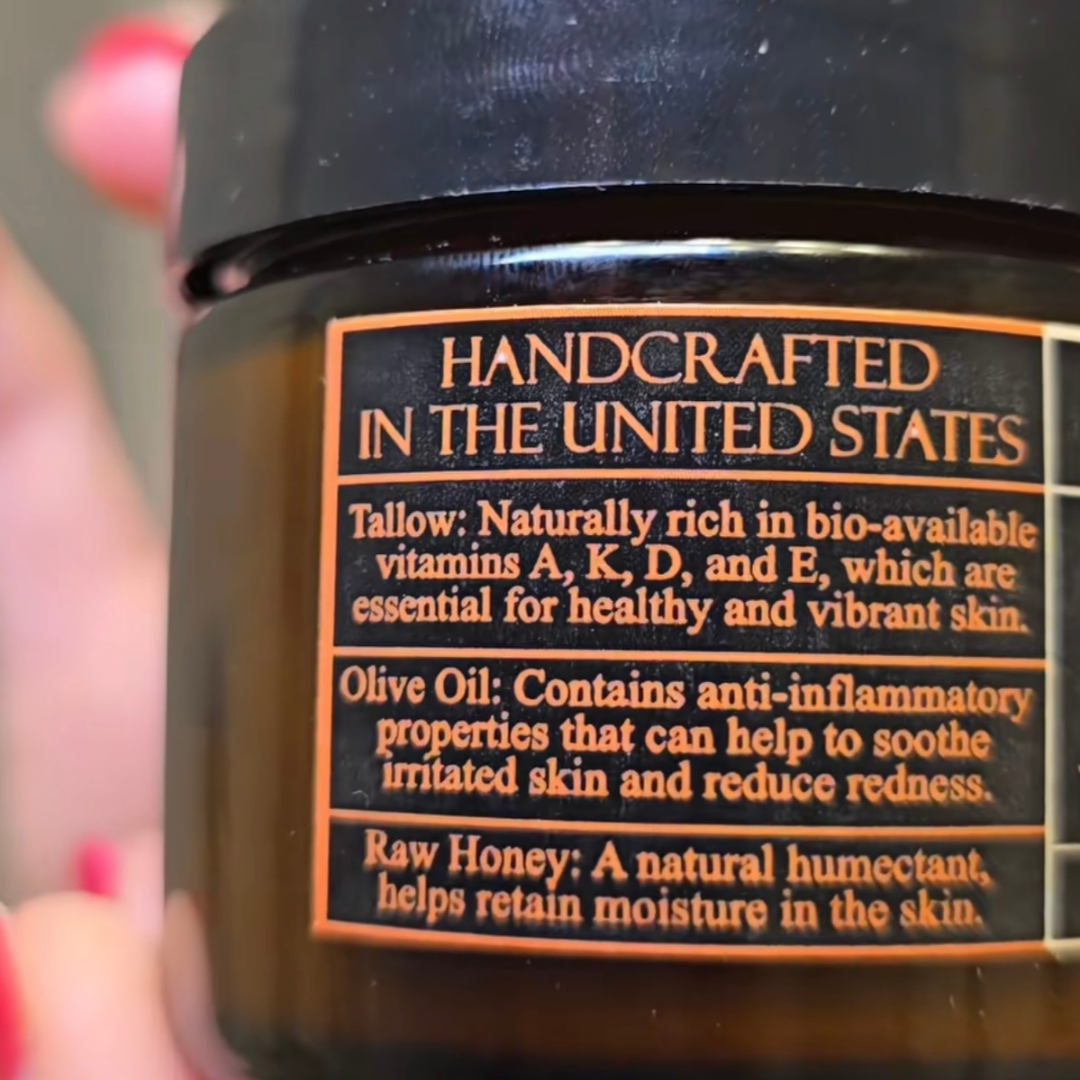 HANDCRAFTED
IN THE UNITED STATES
Tallow: Naturally rich in bio-available
vitamins A, K, D, and E, which are
essential for healthy and vibrant skin.
Olive Oil: Contains anti-inflammatory
properties that can help to soothe
irritated skin and reduce redness.
Raw Honey: A natural humectant,
helps retain moisture in the skin.